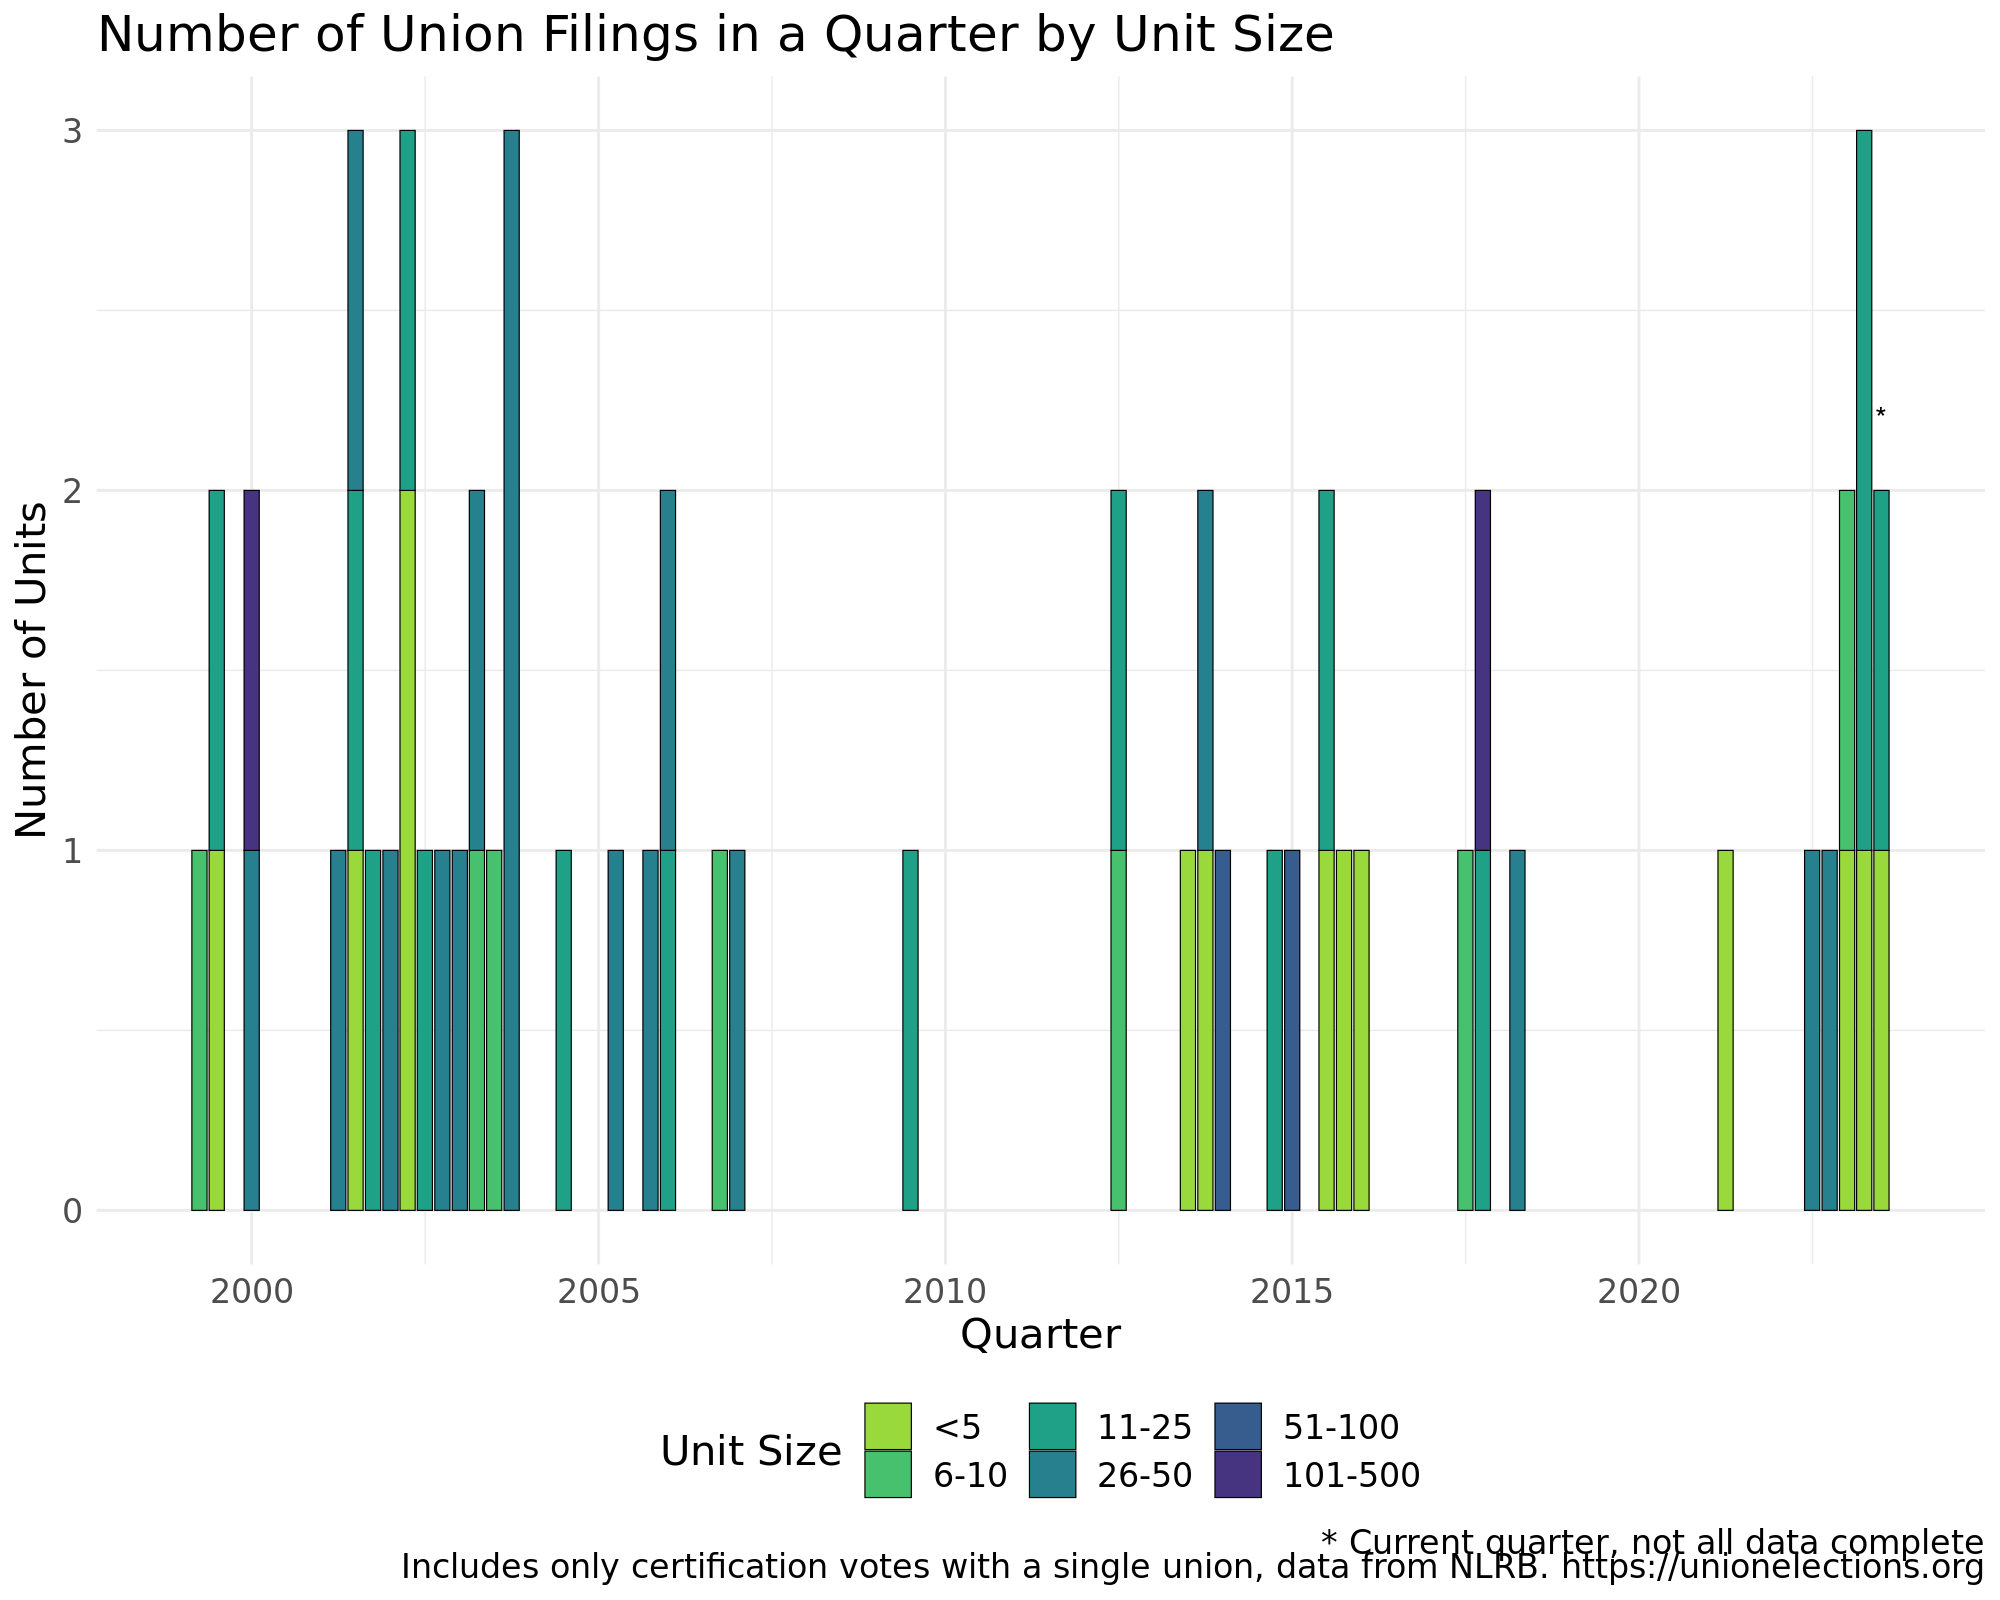 Number of Union Filings in a Quarter by Unit Size
Number of Units
3
2
1
0
*
2000 2005 2010 2015 2020
Quarter
Unit Size
<5 11-25 51-100
6-10 26-50 101-500
* Current quarter, not all data complete
Includes only certification votes with a single union, data from NLRB. https://unionelections.org